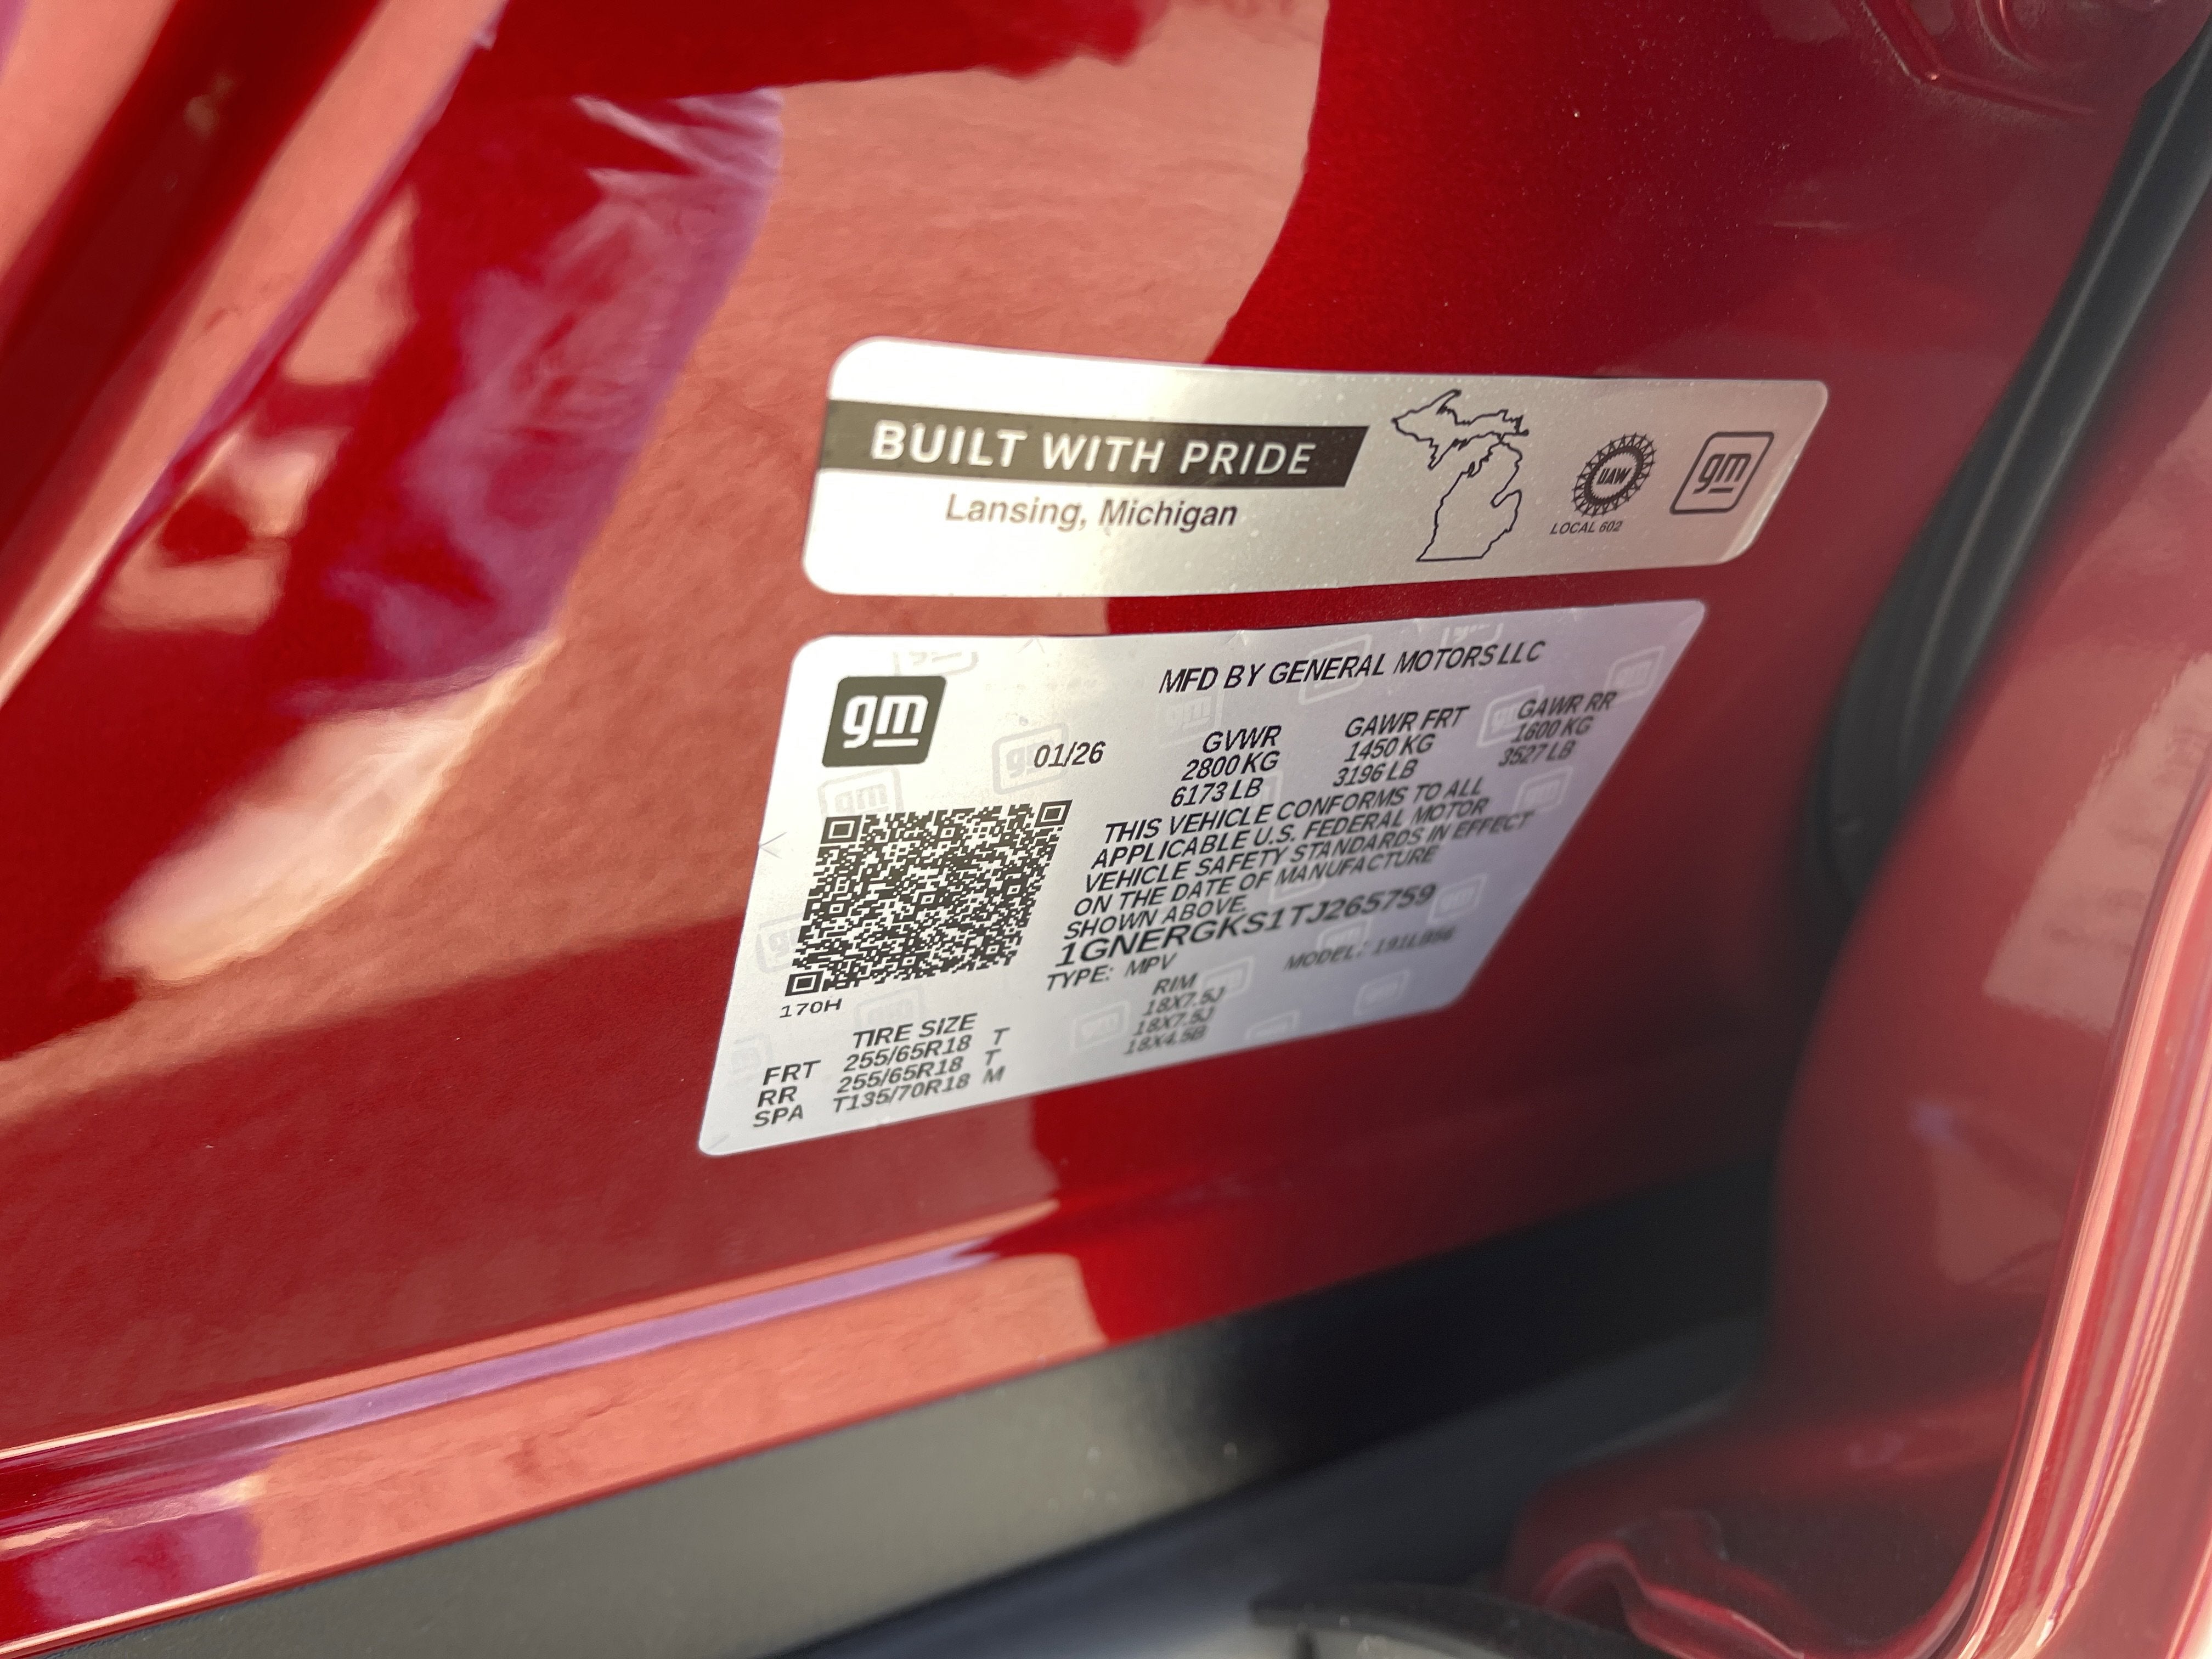 BUILT WITH PRIDE
Lansing, Michigan
UAW
LOCAL 602
gm
MFD BY GENERAL MOTORS LLC
gm
01/26
GVWR GAWR FRT GAWR RR
2800 KG 1450 KG 1600 KG
6173 LB 3196 LB 3527 LB
THIS VEHICLE CONFORMS TO ALL
APPLICABLE U.S. FEDERAL MOTOR
VEHICLE SAFETY STANDARDS IN EFFECT
ON THE DATE OF MANUFACTURE
SHOWN ABOVE.
1GNERGKS1TJ265759
TYPE: MPV MODEL:
170H
TIRE SIZE RIM
FRT 255/65R18 T 18X7.5J
RR 255/65R18 T 18X7.5J
SPA T135/70R18 M 18X4.5B